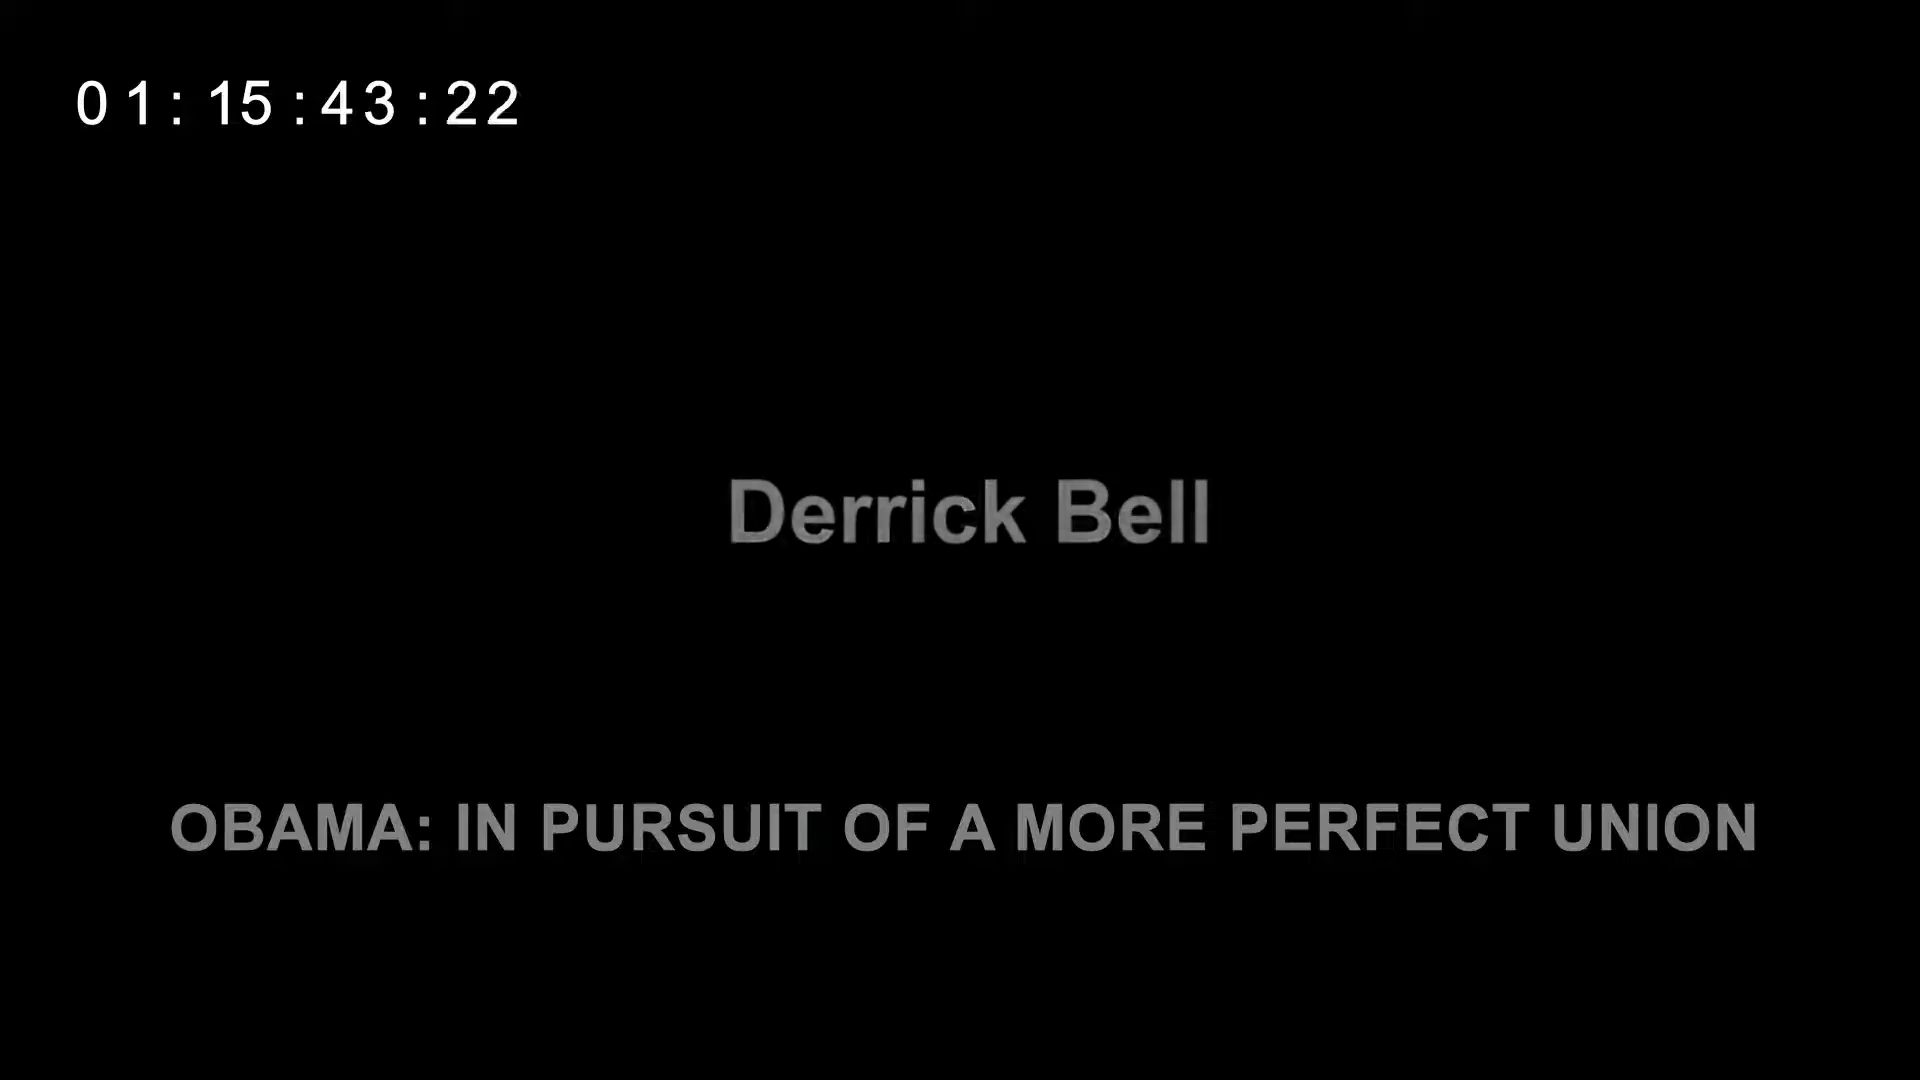 01:15:43:22
Derrick Bell
OBAMA: IN PURSUIT OF A MORE PERFECT UNION